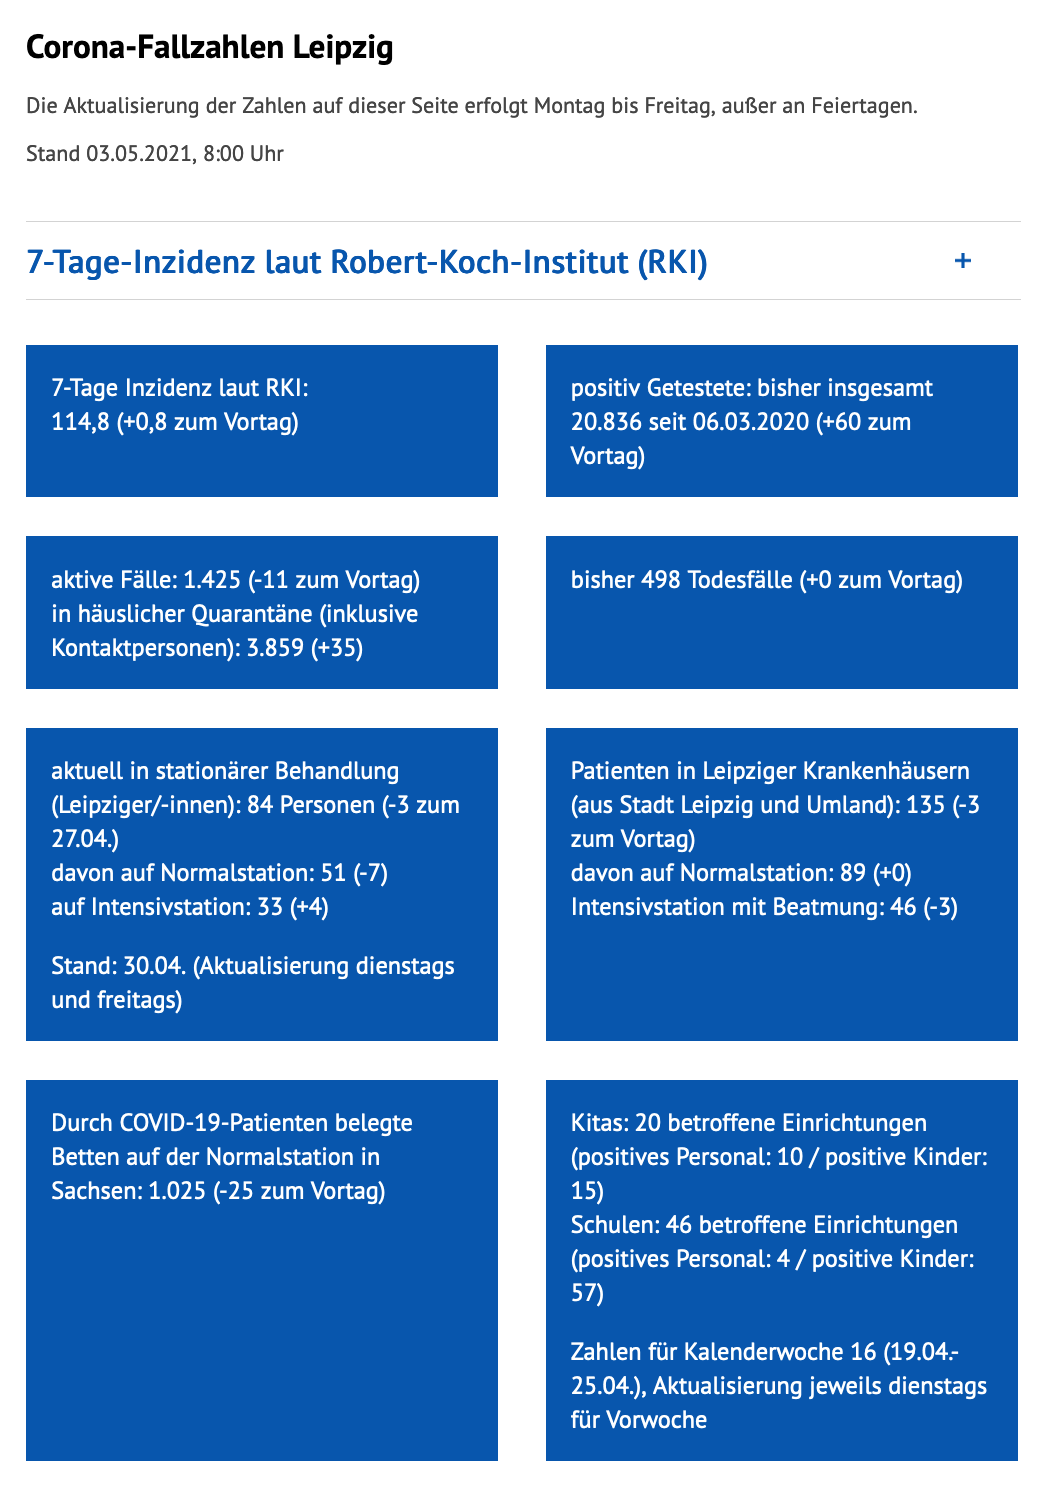 Corona-Fallzahlen Leipzig
Die Aktualisierung der Zahlen auf dieser Seite erfolgt Montag bis Freitag, außer an Feiertagen.
Stand 03.05.2021, 8:00 Uhr
7-Tage-Inzidenz laut Robert-Koch-Institut (RKI) +
7-Tage Inzidenz laut RKI:
114,8 (+0,8 zum Vortag)
positiv Getestete: bisher insgesamt
20.836 seit 06.03.2020 (+60 zum
Vortag)
aktive Fälle: 1.425 (-11 zum Vortag)
in häuslicher Quarantäne (inklusive
Kontaktpersonen): 3.859 (+35)
bisher 498 Todesfälle (+0 zum Vortag)
aktuell in stationärer Behandlung
(Leipziger/-innen): 84 Personen (-3 zum
27.04.)
davon auf Normalstation: 51 (-7)
auf Intensivstation: 33 (+4)
Stand: 30.04. (Aktualisierung dienstags
und freitags)
Patienten in Leipziger Krankenhäusern
(aus Stadt Leipzig und Umland): 135 (-3
zum Vortag)
davon auf Normalstation: 89 (+0)
Intensivstation mit Beatmung: 46 (-3)
Durch COVID-19-Patienten belegte
Betten auf der Normalstation in
Sachsen: 1.025 (-25 zum Vortag)
Kitas: 20 betroffene Einrichtungen
(positives Personal: 10 / positive Kinder:
15)
Schulen: 46 betroffene Einrichtungen
(positives Personal: 4 / positive Kinder:
57)
Zahlen für Kalenderwoche 16 (19.04.-
25.04.), Aktualisierung jeweils dienstags
für Vorwoche